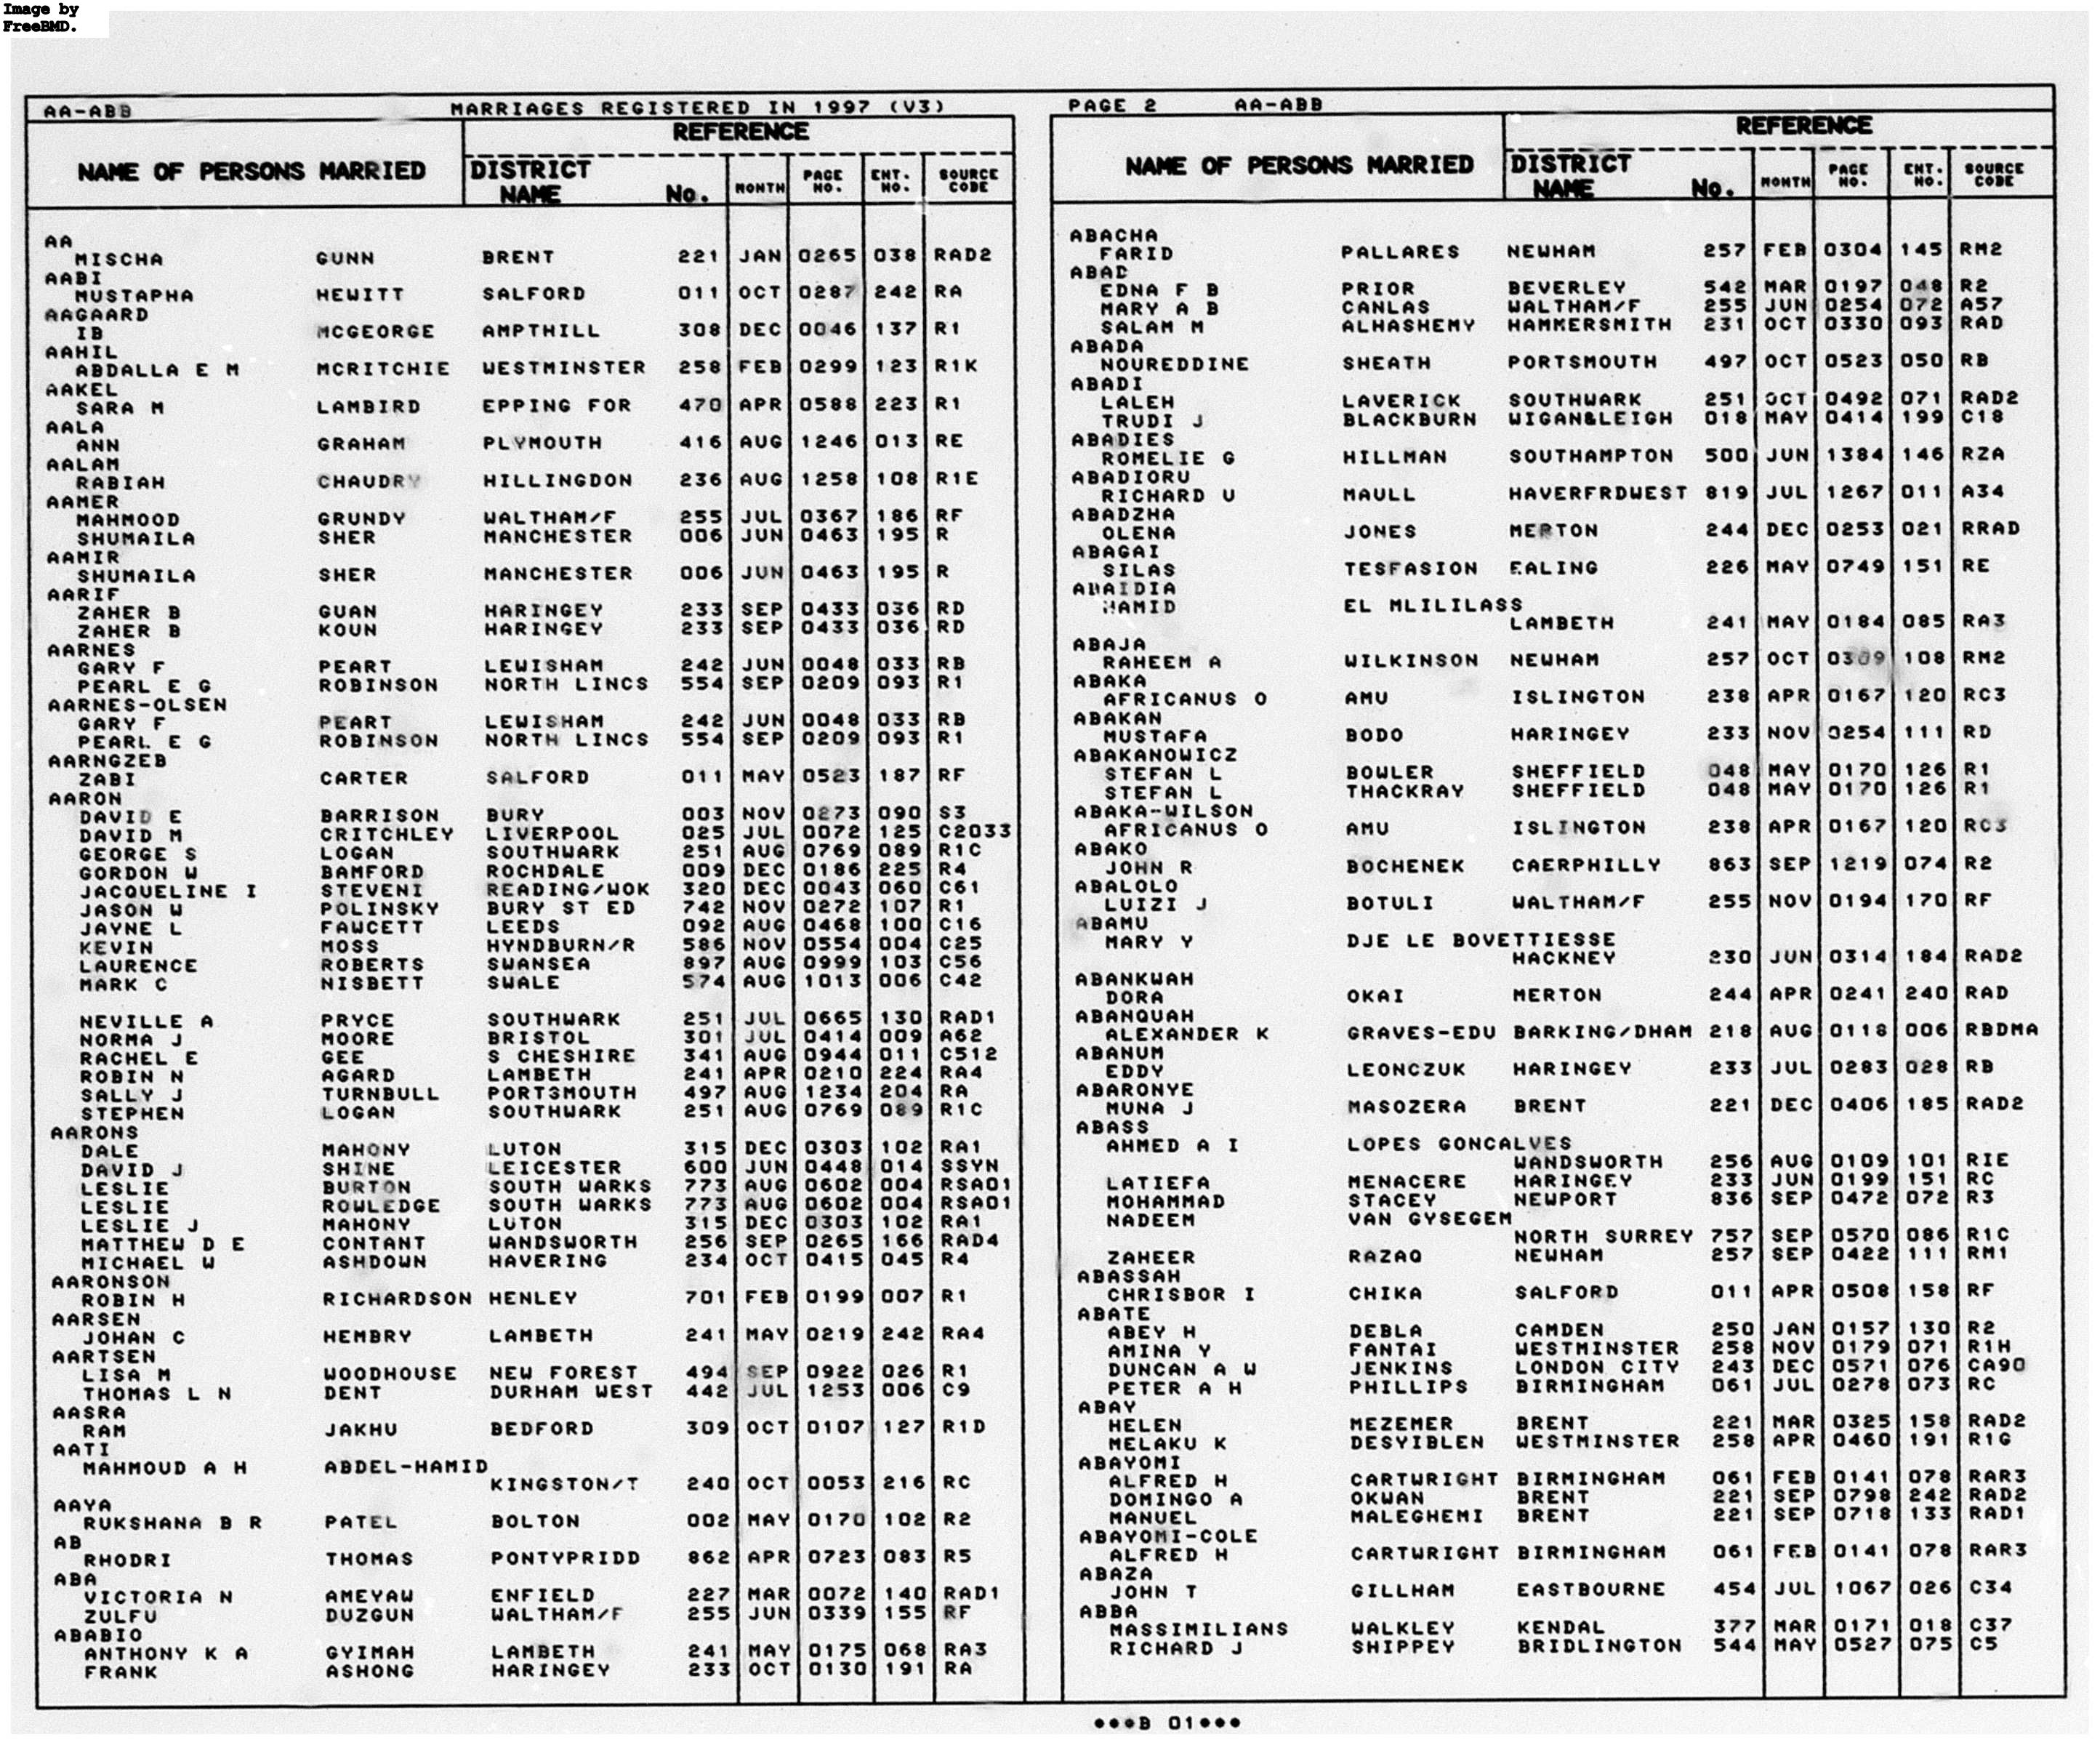 Image by
FreeBMD.
AA-ABB MARRIAGES REGISTERED IN 1997 (V3)
REFERENCE
NAME OF PERSONS MARRIED DISTRICT NAME No. MONTH PAGE NO. ENT. NO. SOURCE CODE
AA
MISCHA GUNN BRENT 221 JAN 0265 038 RAD2
AABI
MUSTAPHA HEWITT SALFORD 011 OCT 0287 242 RA
AAGAARD
IB MCGEORGE AMPTHILL 308 DEC 0046 137 R1
AAHIL
ABDALLA E M MCRITCHIE WESTMINSTER 258 FEB 0299 123 R1K
AAKEL
SARA M LAMBIRD EPPING FOR 470 APR 0588 223 R1
AALA
ANN GRAHAM PLYMOUTH 416 AUG 1246 013 RE
AALAM
RABIAH CHAUDRY HILLINGDON 236 AUG 1258 108 R1E
AAMER
MAHMOOD GRUNDY WALTHAM/F 255 JUL 0367 186 RF
SHUMAILA SHER MANCHESTER 006 JUN 0463 195 R
AAMIR
SHUMAILA SHER MANCHESTER 006 JUN 0463 195 R
AARIF
ZAHER B GUAN HARINGEY 233 SEP 0433 036 RD
ZAHER B KOUN HARINGEY 233 SEP 0433 036 RD
AARNES
GARY F PEART LEWISHAM 242 JUN 0048 033 RB
PEARL E G ROBINSON NORTH LINCS 554 SEP 0209 093 R1
AARNES-OLSEN
GARY F PEART LEWISHAM 242 JUN 0048 033 RB
PEARL E G ROBINSON NORTH LINCS 554 SEP 0209 093 R1
AARNGZEB
ZABI CARTER SALFORD 011 MAY 0523 187 RF
AARON
DAVID E BARRISON BURY 003 NOV 0273 090 S3
DAVID M CRITCHLEY LIVERPOOL 025 JUL 0072 125 C2033
GEORGE S LOGAN SOUTHWARK 251 AUG 0769 089 R1C
GORDON W BAMFORD ROCHDALE 009 DEC 0186 225 R4
JACQUELINE I STEVENI READING/WOK 320 DEC 0043 060 C61
JASON W POLINSKY BURY ST ED 742 NOV 0272 107 R1
JAYNE L FAWCETT LEEDS 092 AUG 0468 100 C16
KEVIN MOSS HYNDBURN/R 586 NOV 0554 004 C25
LAURENCE ROBERTS SWANSEA 897 AUG 0999 103 C56
MARK C NISBETT SWALE 574 AUG 1013 006 C42
NEVILLE A PRYCE SOUTHWARK 251 JUL 0665 130 RAD1
NORMA J MOORE BRISTOL 301 JUL 0414 009 A62
RACHEL E GEE S CHESHIRE 341 AUG 0944 011 C512
ROBIN N AGARD LAMBETH 241 APR 0210 224 RA4
SALLY J TURNBULL PORTSMOUTH 497 AUG 1234 204 RA
STEPHEN LOGAN SOUTHWARK 251 AUG 0769 089 R1C
AARONS
DALE MAHONY LUTON 315 DEC 0303 102 RA1
DAVID J SHINE LEICESTER 600 JUN 0448 014 SSYN
LESLIE BURTON SOUTH WARKS 773 AUG 0602 004 RSA01
LESLIE ROWLEDGE SOUTH WARKS 773 AUG 0602 004 RSA01
LESLIE J MAHONY LUTON 315 DEC 0303 102 RA1
MATTHEW D E CONTANT WANDSWORTH 256 SEP 0265 166 RAD4
MICHAEL W ASHDOWN HAVERING 234 OCT 0415 045 R4
AARONSON
ROBIN H RICHARDSON HENLEY 701 FEB 0199 007 R1
AARSEN
JOHAN C HEMBRY LAMBETH 241 MAY 0219 242 RA4
AARTSEN
LISA M WOODHOUSE NEW FOREST 494 SEP 0922 026 R1
THOMAS L N DENT DURHAM WEST 442 JUL 1253 006 C9
AASRA
RAM JAKHU BEDFORD 309 OCT 0107 127 R1D
AATI
MAHMOUD A H ABDEL-HAMID
KINGSTON/T 240 OCT 0053 216 RC
AAYA
RUKSHANA B R PATEL BOLTON 002 MAY 0170 102 R2
AB
RHODRI THOMAS PONTYPRIDD 862 APR 0723 083 R5
ABA
VICTORIA N AMEYAW ENFIELD 227 MAR 0072 140 RAD1
ZULFU DUZGUN WALTHAM/F 255 JUN 0339 155 RF
ABABIO
ANTHONY K A GYIMAH LAMBETH 241 MAY 0175 068 RA3
FRANK ASHONG HARINGEY 233 OCT 0130 191 RA
PAGE 2 AA-ABB
REFERENCE
NAME OF PERSONS MARRIED DISTRICT NAME No. MONTH PAGE NO. ENT. NO. SOURCE CODE
ABACHA
FARID PALLARES NEWHAM 257 FEB 0304 145 RM2
ABAD
EDNA F B PRIOR BEVERLEY 542 MAR 0197 048 R2
MARY A B CANLAS WALTHAM/F 255 JUN 0254 072 A57
SALAM M ALHASHEMY HAMMERSMITH 231 OCT 0330 093 RAD
ABADA
NOUREDDINE SHEATH PORTSMOUTH 497 OCT 0523 050 RB
ABADI
LALEH LAVERICK SOUTHWARK 251 OCT 0492 071 RAD2
TRUDI J BLACKBURN WIGAN&LEIGH 018 MAY 0414 199 C18
ABADIES
ROMELIE G HILLMAN SOUTHAMPTON 500 JUN 1384 146 RZA
ABADIORU
RICHARD U MAULL HAVERFRDWEST 819 JUL 1267 011 A34
ABADZHA
OLENA JONES MERTON 244 DEC 0253 021 RRAD
ABAGAI
SILAS TESFASION EALING 226 MAY 0749 151 RE
ABAIDIA
HAMID EL MLILILASS
LAMBETH 241 MAY 0184 085 RA3
ABAJA
RAHEEM A WILKINSON NEWHAM 257 OCT 0309 108 RM2
ABAKA
AFRICANUS O AMU ISLINGTON 238 APR 0167 120 RC3
ABAKAN
MUSTAFA BODO HARINGEY 233 NOV 0254 111 RD
ABAKANOWICZ
STEFAN L BOWLER SHEFFIELD 048 MAY 0170 126 R1
STEFAN L THACKRAY SHEFFIELD 048 MAY 0170 126 R1
ABAKA-WILSON
AFRICANUS O AMU ISLINGTON 238 APR 0167 120 RC3
ABAKO
JOHN R BOCHENEK CAERPHILLY 863 SEP 1219 074 R2
ABALOLO
LUIZI J BOTULI WALTHAM/F 255 NOV 0194 170 RF
ABAMU
MARY Y DJE LE BOVETTIESSE
HACKNEY 230 JUN 0314 184 RAD2
ABANKWAH
DORA OKAI MERTON 244 APR 0241 240 RAD
ABANQUAH
ALEXANDER K GRAVES-EDU BARKING/DHAM 218 AUG 0118 006 RBDMA
ABANUM
EDDY LEONCZUK HARINGEY 233 JUL 0283 028 RB
ABARONYE
MUNA J MASOZERA BRENT 221 DEC 0406 185 RAD2
ABASS
AHMED A I LOPES GONCALVES
WANDSWORTH 256 AUG 0109 101 RIE
LATIEFA MENACERE HARINGEY 233 JUN 0199 151 RC
MOHAMMAD STACEY NEWPORT 836 SEP 0472 072 R3
NADEEM VAN GYSEGEM
NORTH SURREY 757 SEP 0570 086 R1C
ZAHEER RAZAQ NEWHAM 257 SEP 0422 111 RM1
ABASSAH
CHRISBOR I CHIKA SALFORD 011 APR 0508 158 RF
ABATE
ABEY H DEBLA CAMDEN 250 JAN 0157 130 R2
AMINA Y FANTAI WESTMINSTER 258 NOV 0179 071 R1H
DUNCAN A W JENKINS LONDON CITY 243 DEC 0571 076 CA90
PETER A H PHILLIPS BIRMINGHAM 061 JUL 0278 073 RC
ABAY
HELEN MEZEMER BRENT 221 MAR 0325 158 RAD2
MELAKU K DESYIBLEN WESTMINSTER 258 APR 0460 191 R1G
ABAYOMI
ALFRED H CARTWRIGHT BIRMINGHAM 061 FEB 0141 078 RAR3
DOMINGO A OKWAN BRENT 221 SEP 0798 242 RAD2
MANUEL MALEGHEMI BRENT 221 SEP 0718 133 RAD1
ABAYOMI-COLE
ALFRED H CARTWRIGHT BIRMINGHAM 061 FEB 0141 078 RAR3
ABAZA
JOHN T GILLHAM EASTBOURNE 454 JUL 1067 026 C34
ABBA
MASSIMILIANS WALKLEY KENDAL 377 MAR 0171 018 C37
RICHARD J SHIPPEY BRIDLINGTON 544 MAY 0527 075 C5
•••B 01•••